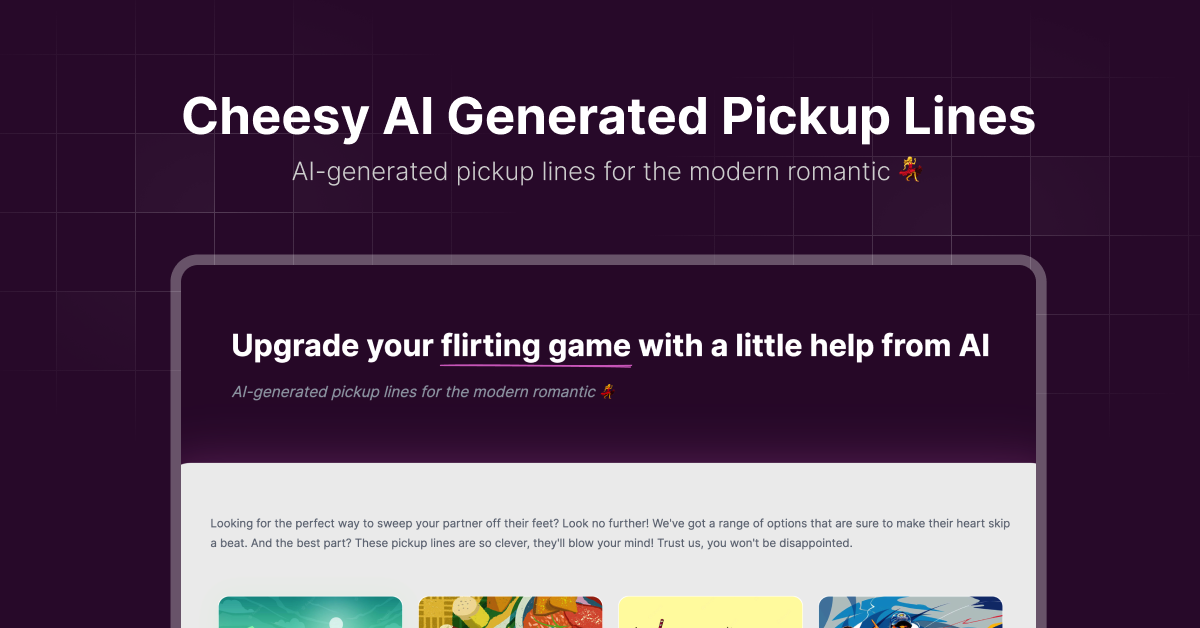 Cheesy AI Generated Pickup Lines
AI-generated pickup lines for the modern romantic 💃
Upgrade your flirting game with a little help from AI
AI-generated pickup lines for the modern romantic 💃
Looking for the perfect way to sweep your partner off their feet? Look no further! We've got a range of options that are sure to make their heart skip
a beat. And the best part? These pickup lines are so clever, they'll blow your mind! Trust us, you won't be disappointed.